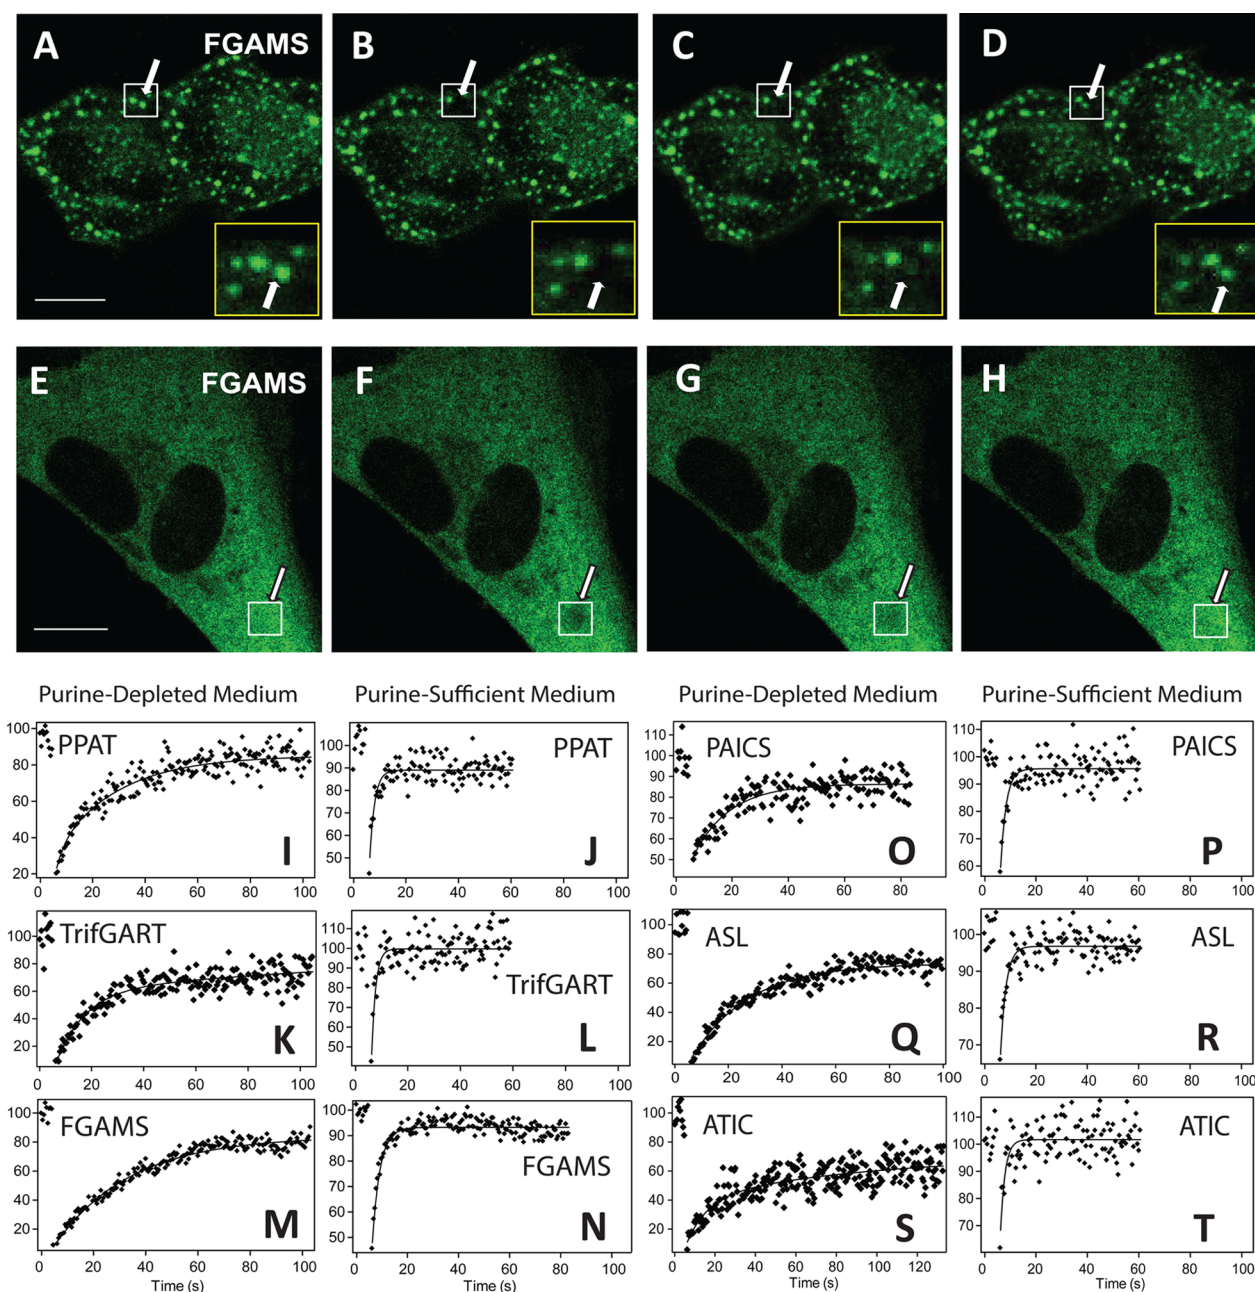 A FGAMS B C D
E FGAMS F G H
Purine-Depleted Medium Purine-Sufficient Medium Purine-Depleted Medium Purine-Sufficient Medium
100 80 60 40 20 PPAT I 0 20 40 60 80 100
100 90 80 70 60 50 PPAT J 0 20 40 60 80 100
110 100 90 80 70 60 50 PAICS O 0 20 40 60 80
110 100 90 80 70 60 PAICS P 0 20 40 60 80 100
100 80 60 40 20 TrifGART K 0 20 40 60 80 100
110 100 90 80 70 60 50 TrifGART L 0 20 40 60 80 100
100 80 60 40 20 ASL Q 0 20 40 60 80 100
100 90 80 70 ASL R 0 20 40 60 80 100
100 80 60 40 20 FGAMS M 0 20 40 60 80 100
100 90 80 70 60 50 FGAMS N 0 20 40 60 80 100
100 80 60 40 20 ATIC S 0 20 40 60 80 100 120
110 100 90 80 70 ATIC T 0 20 40 60 80 100
Time (s) Time (s) Time (s) Time (s)